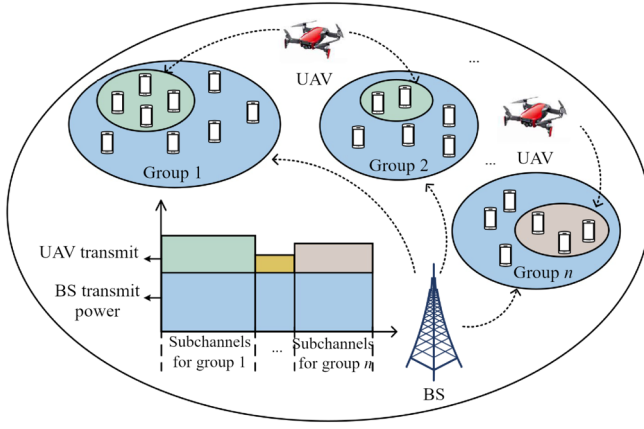 UAV
...
Group 1
Group 2
...
UAV
Group n
UAV transmit
BS transmit
power
Subchannels
for group 1
...
Subchannels
for group n
BS